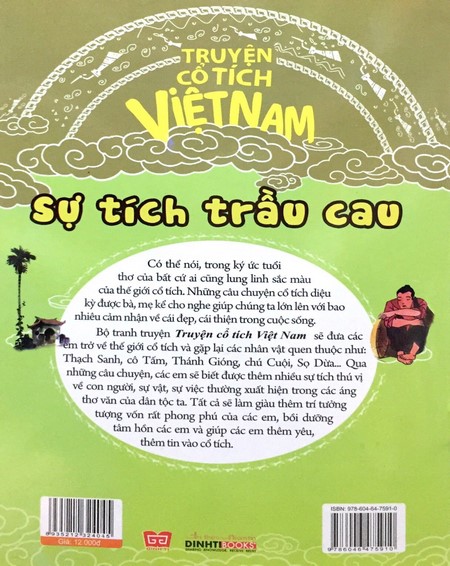 TRUYỆN
CỔ TÍCH
VIỆT NAM
sự tích trầu cau
Có thể nói, trong ký ức tuổi
thơ của bất cứ ai cũng lung linh sắc màu
của thế giới cổ tích. Những câu chuyện cổ tích diệu
kỳ được bà, mẹ kể cho nghe giúp chúng ta lớn lên với bao
nhiêu cảm nhận về cái đẹp, cái thiện trong cuộc sống.
Bộ tranh truyện Truyện cổ tích Việt Nam sẽ đưa các
em trở về thế giới cổ tích và gặp lại các nhân vật quen thuộc như:
Thạch Sanh, cô Tấm, Thánh Gióng, chú Cuội, Sọ Dừa... Qua
những câu chuyện, các em sẽ biết được thêm nhiều sự tích thú vị
về con người, sự vật, sự việc thường xuất hiện trong các áng
thơ văn của dân tộc ta. Tất cả sẽ làm giàu thêm trí tưởng
tượng vốn rất phong phú của các em, bồi dưỡng
tâm hồn các em và giúp các em thêm yêu,
thêm tin vào cổ tích.
8935212324045
Giá: 12.000đ
DINHTIBOOKS
ISBN: 978-604-64-7591-0
9786046475910